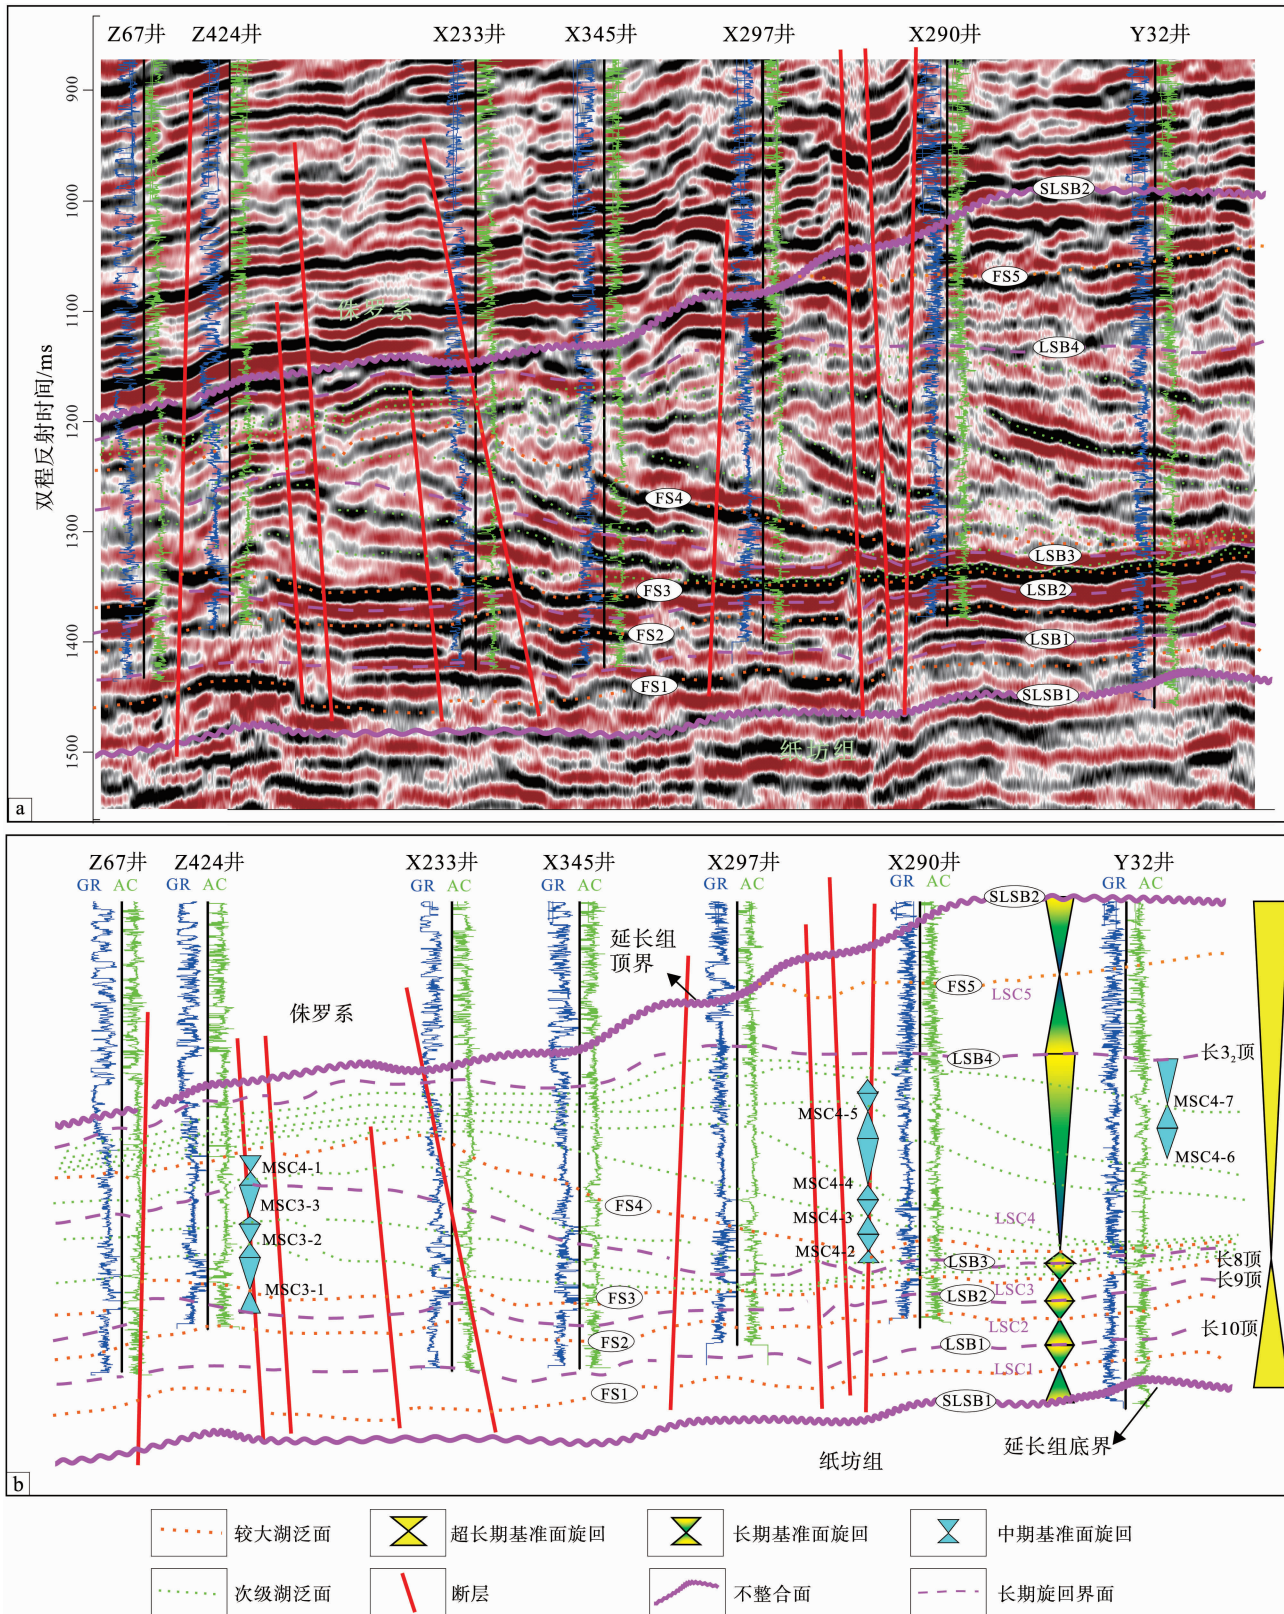 Z67井 Z424井 X233井 X345井 X297井 X290井 Y32井
900
1000
1100
1200
1300
1400
1500
双程反射时间/ms
SLSB2
FS5
侏罗系
LSB4
FS4
LSB3
FS3
LSB2
FS2
LSB1
FS1
SLSB1
纸坊组
a
Z67井 Z424井 X233井 X345井 X297井 X290井 Y32井
GR AC GR AC GR AC GR AC GR AC GR AC GR AC
SLSB2
延长组
顶界
FS5
LSC5
侏罗系
LSB4
长3₂顶
MSC4-5
MSC4-7
MSC4-1
MSC4-6
MSC3-3
MSC4-4
FS4
MSC4-3
LSC4
MSC3-2
MSC4-2
LSB3
长8顶
长9顶
MSC3-1
FS3
LSB2
LSC3
LSC2
长10顶
FS2
LSB1
LSC1
FS1
SLSB1
延长组底界
纸坊组
b
较大湖泛面 超长期基准面旋回 长期基准面旋回 中期基准面旋回
次级湖泛面 断层 不整合面 长期旋回界面